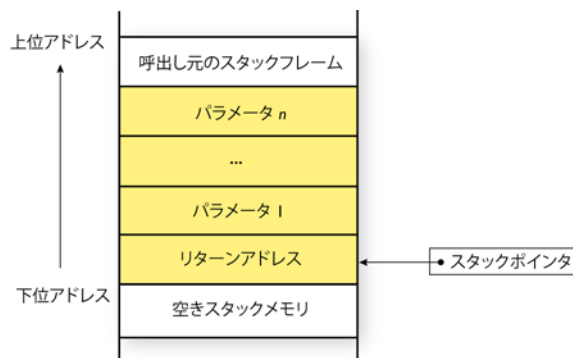 上位アドレス
呼出し元のスタックフレーム
パラメータ n
...
パラメータ 1
リターンアドレス
スタックポインタ
下位アドレス
空きスタックメモリ